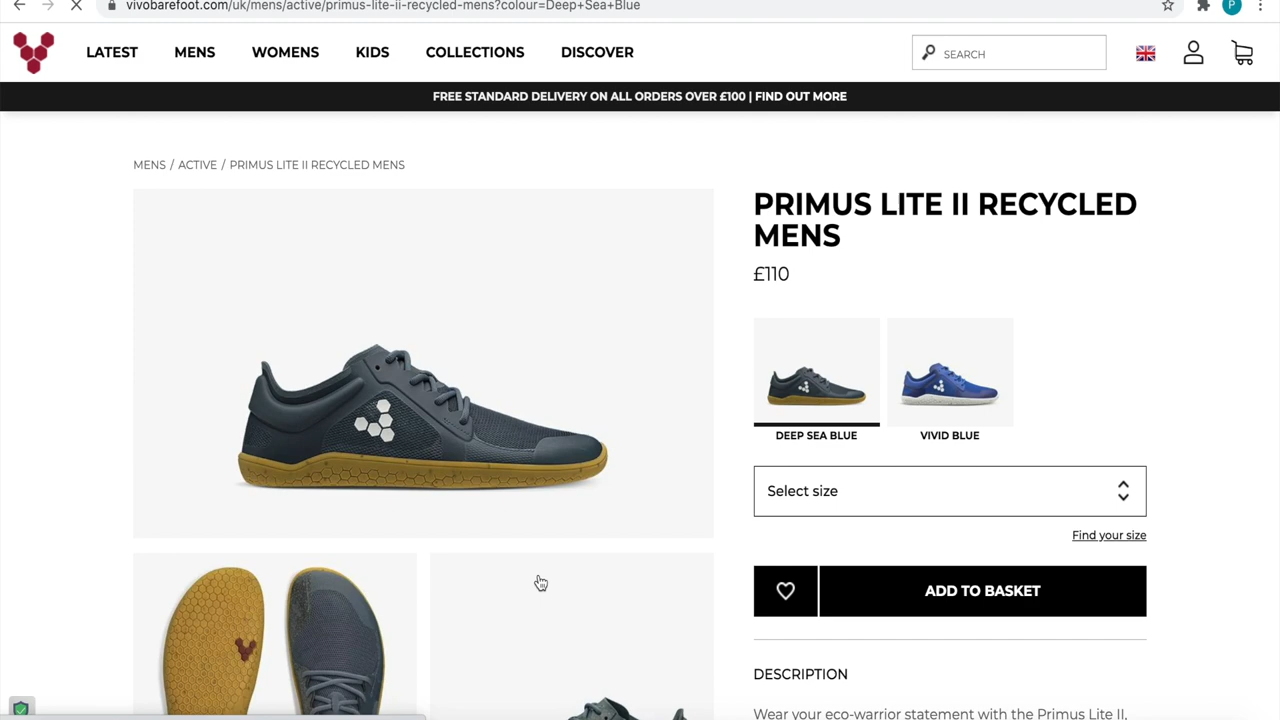 vivobarefoot.com/uk/mens/active/primus-lite-ii-recycled-mens?colour=Deep+Sea+Blue
P
LATEST MENS WOMENS KIDS COLLECTIONS DISCOVER
SEARCH
FREE STANDARD DELIVERY ON ALL ORDERS OVER £100 | FIND OUT MORE
MENS / ACTIVE / PRIMUS LITE II RECYCLED MENS
PRIMUS LITE II RECYCLED
MENS
£110
DEEP SEA BLUE VIVID BLUE
Select size
Find your size
ADD TO BASKET
DESCRIPTION
Wear your eco-warrior statement with the Primus Lite II,